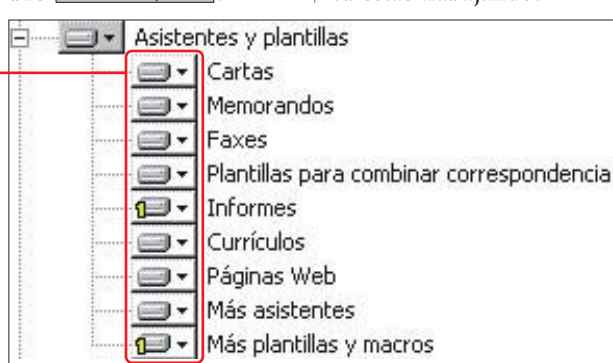 Asistentes y plantillas
Cartas
Memorandos
Faxes
Plantillas para combinar correspondencia
Informes
Currículos
Páginas Web
Más asistentes
Más plantillas y macros